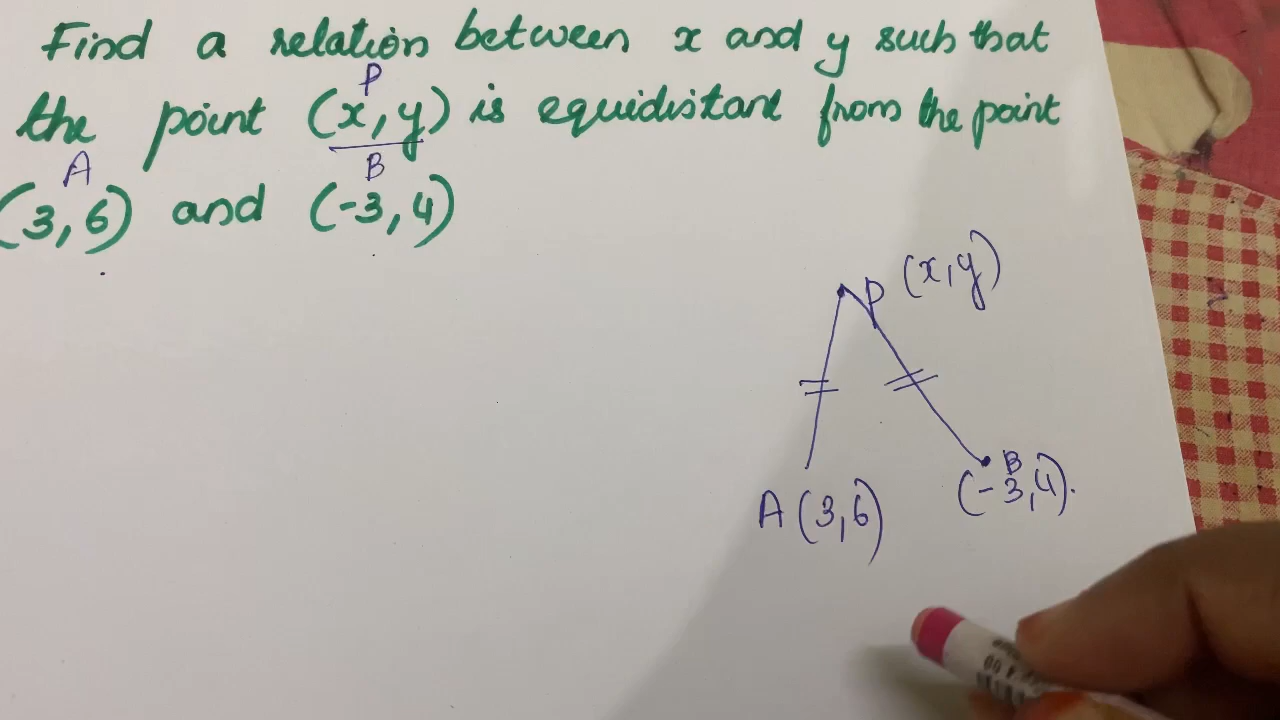 Find a relation between x and y such that
P
the point (x,y) is equidistant from the point
A B
(3,6) and (-3,4)
P (x,y)
B
A (3,6) (-3,4).